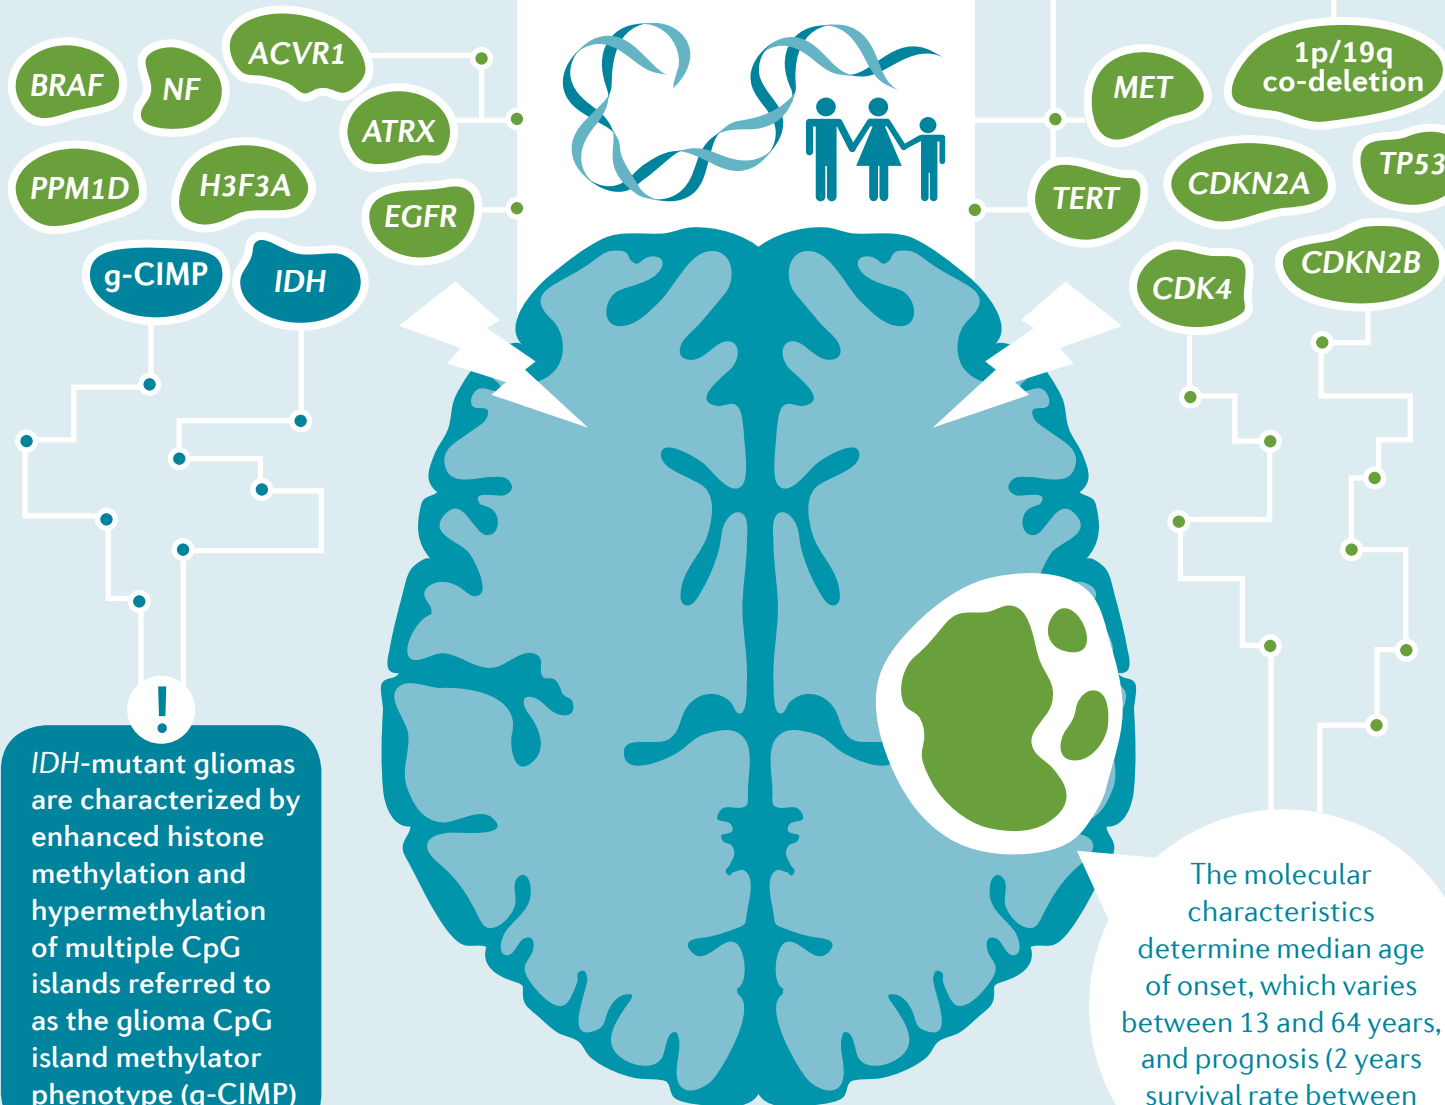 BRAF
NF
ACVR1
ATRX
PPM1D
H3F3A
EGFR
g-CIMP
IDH
MET
1p/19q
co-deletion
TERT
CDKN2A
TP53
CDK4
CDKN2B
!
IDH-mutant gliomas
are characterized by
enhanced histone
methylation and
hypermethylation
of multiple CpG
islands referred to
as the glioma CpG
island methylator
phenotype (g-CIMP)
The molecular
characteristics
determine median age
of onset, which varies
between 13 and 64 years,
and prognosis (2 years
survival rate between